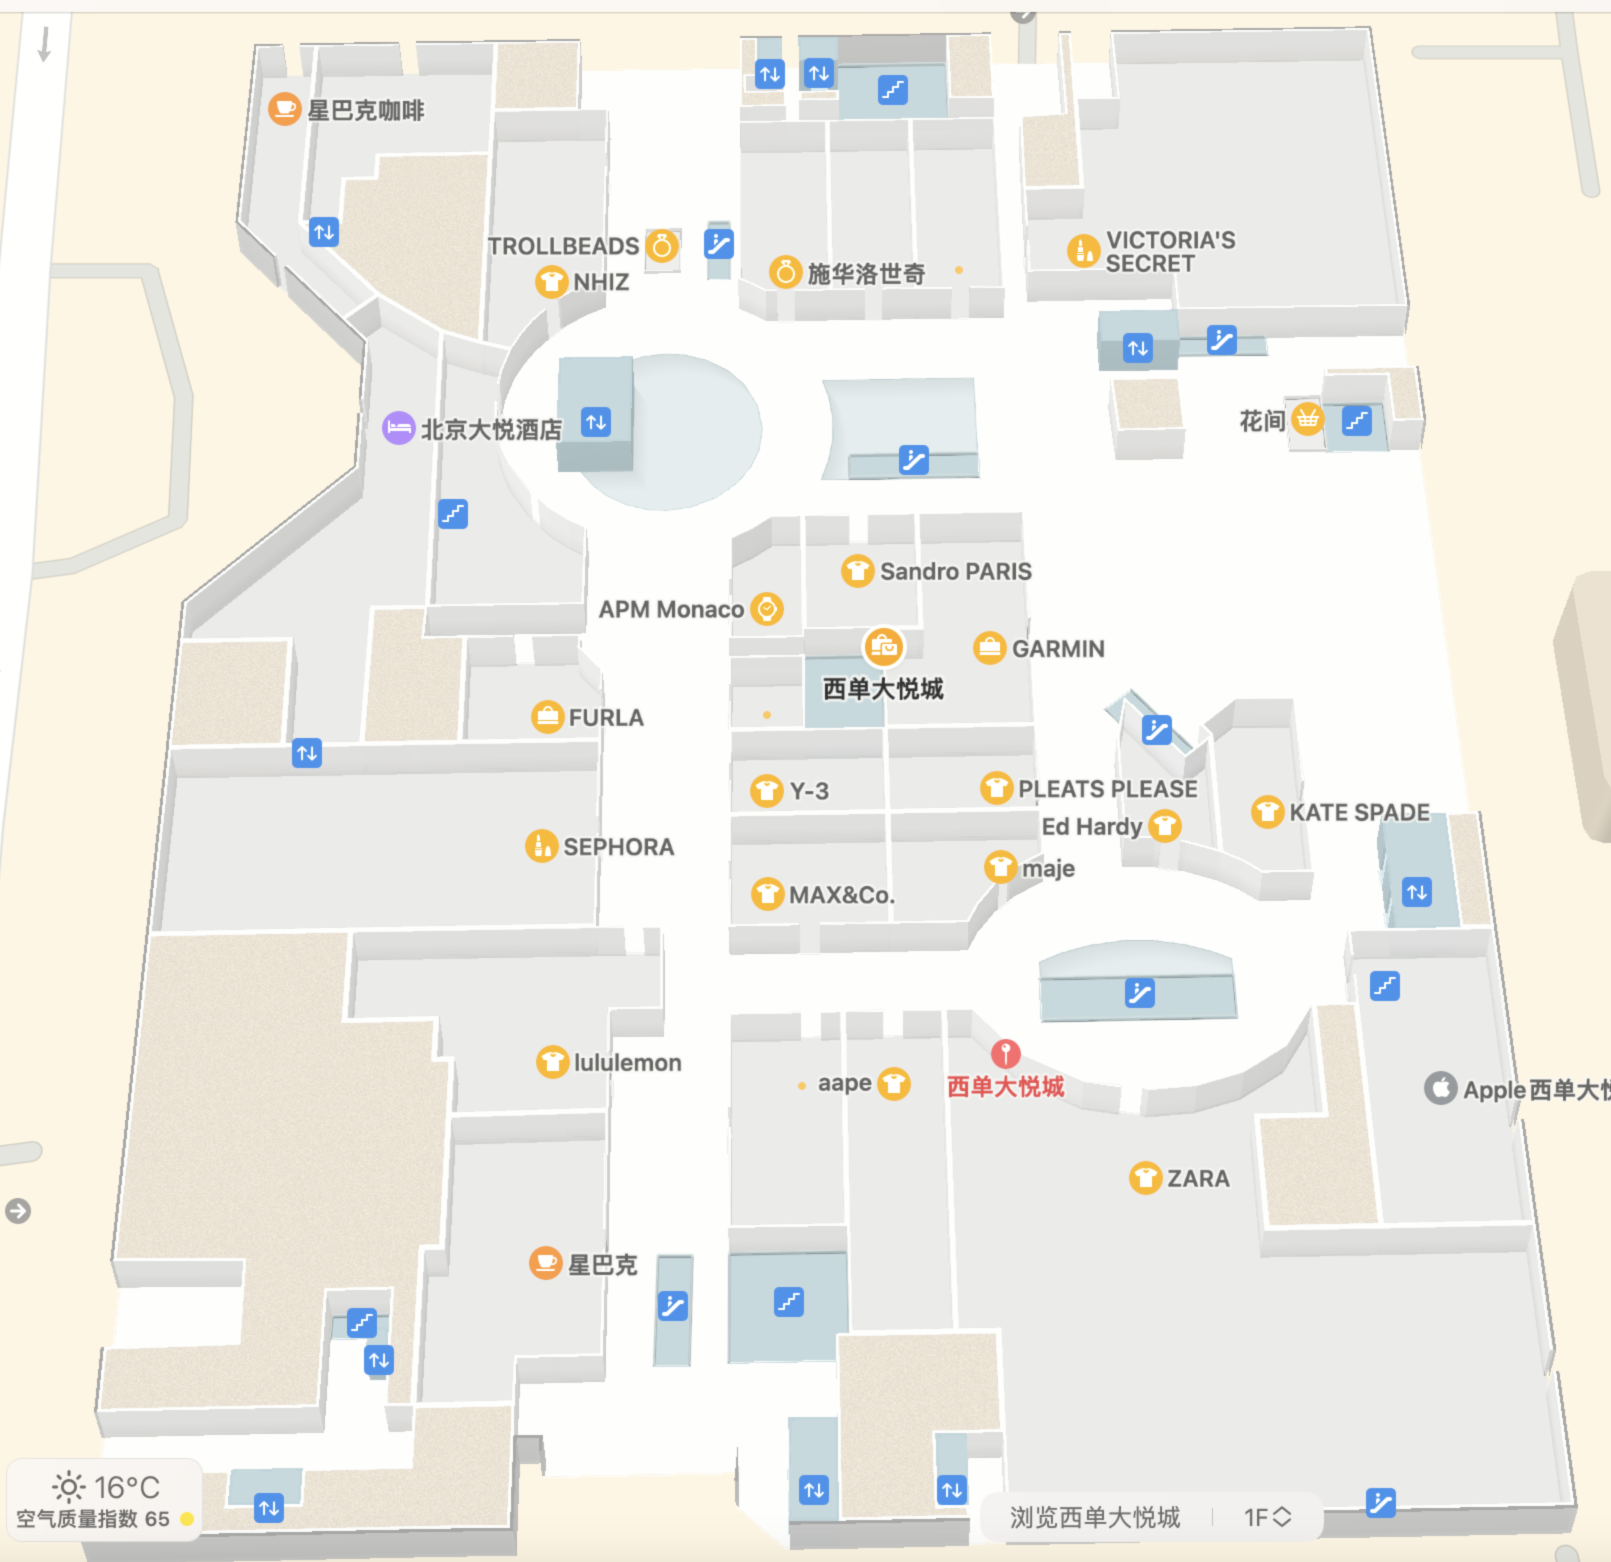 星巴克咖啡
TROLLBEADS
NHIZ
施华洛世奇
VICTORIA'S
SECRET
北京大悦酒店
花间
Sandro PARIS
APM Monaco
GARMIN
西单大悦城
FURLA
Y-3
PLEATS PLEASE
Ed Hardy
KATE SPADE
SEPHORA
maje
MAX&Co.
lululemon
aape
西单大悦城
Apple西单大悦
ZARA
星巴克
16°C
空气质量指数 65
浏览西单大悦城
1F